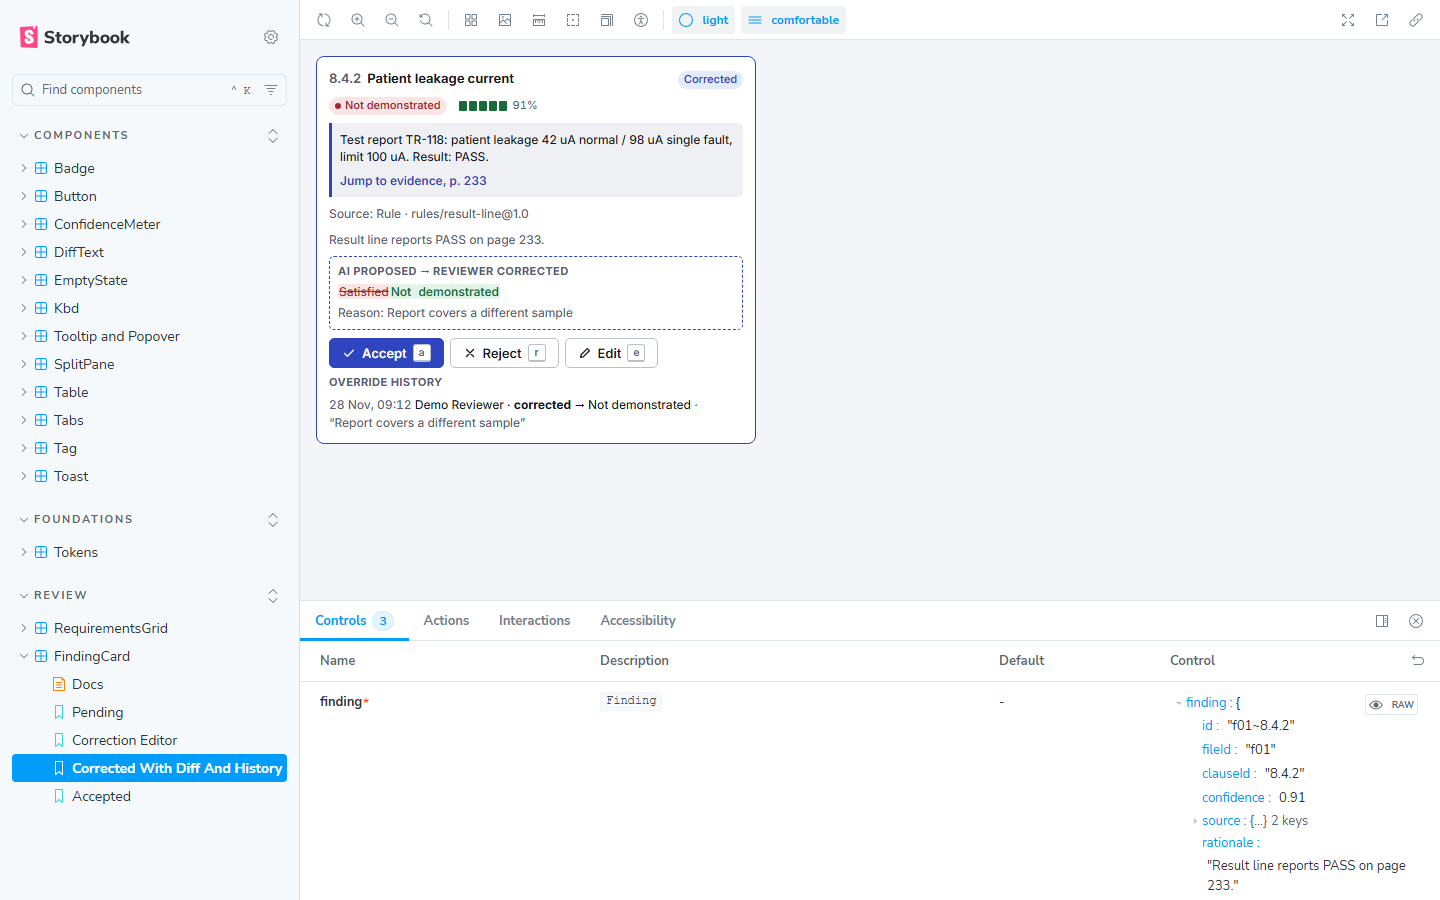 Storybook
Find components
^ K
COMPONENTS
Badge
Button
ConfidenceMeter
DiffText
EmptyState
Kbd
Tooltip and Popover
SplitPane
Table
Tabs
Tag
Toast
FOUNDATIONS
Tokens
REVIEW
RequirementsGrid
FindingCard
Docs
Pending
Correction Editor
Corrected With Diff And History
Accepted
light
comfortable
8.4.2 Patient leakage current
Corrected
Not demonstrated
91%
Test report TR-118: patient leakage 42 uA normal / 98 uA single fault,
limit 100 uA. Result: PASS.
Jump to evidence, p. 233
Source: Rule · rules/result-line@1.0
Result line reports PASS on page 233.
AI PROPOSED → REVIEWER CORRECTED
Satisfied Not demonstrated
Reason: Report covers a different sample
Accept a
Reject r
Edit e
OVERRIDE HISTORY
28 Nov, 09:12 Demo Reviewer · corrected → Not demonstrated ·
“Report covers a different sample”
Controls 3
Actions
Interactions
Accessibility
Name
Description
Default
Control
finding*
Finding
-
finding : {
RAW
id : "f01~8.4.2"
fileId : "f01"
clauseId : "8.4.2"
confidence : 0.91
source : {...} 2 keys
rationale :
"Result line reports PASS on page
233."